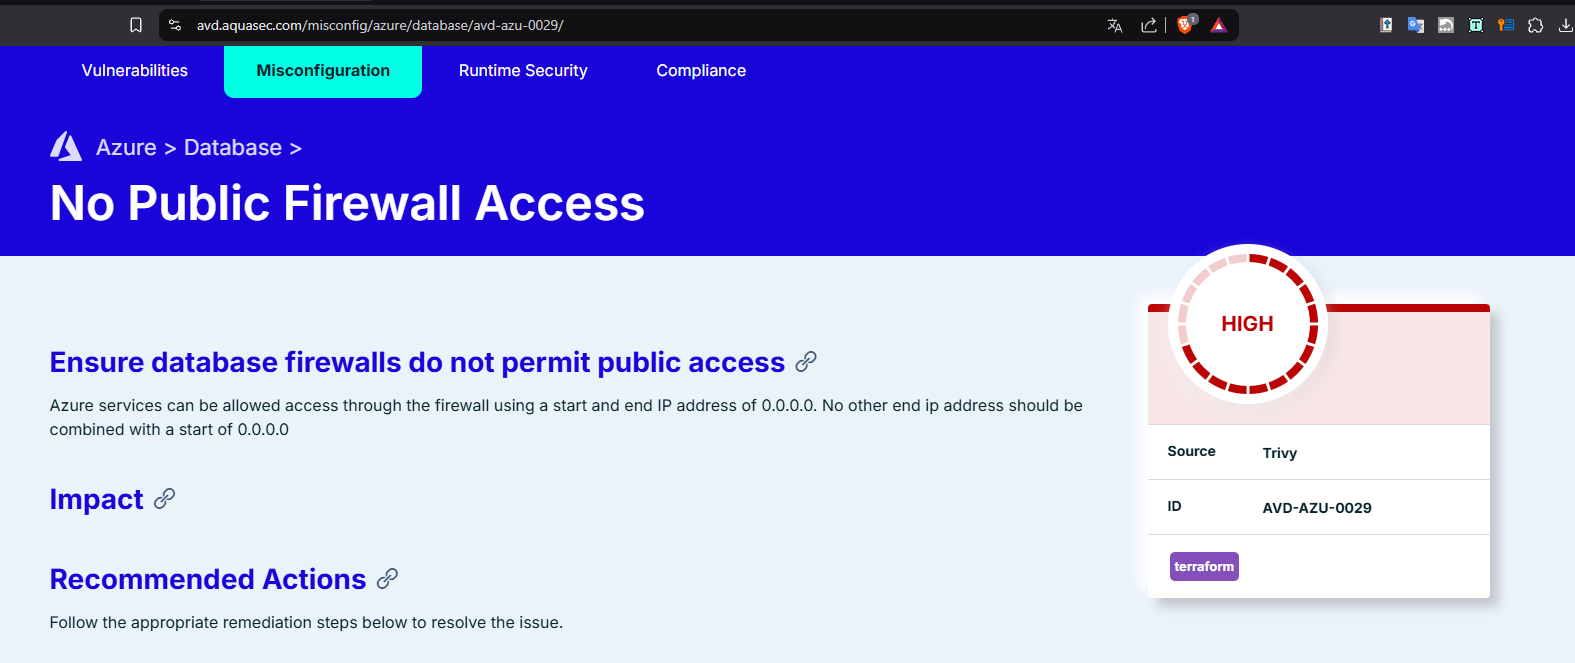 avd.aquasec.com/misconfig/azure/database/avd-azu-0029/
1
Vulnerabilities
Misconfiguration
Runtime Security
Compliance
Azure > Database >
No Public Firewall Access
HIGH
Ensure database firewalls do not permit public access
Azure services can be allowed access through the firewall using a start and end IP address of 0.0.0.0. No other end ip address should be
combined with a start of 0.0.0.0
Impact
Recommended Actions
Follow the appropriate remediation steps below to resolve the issue.
Source Trivy
ID AVD-AZU-0029
terraform